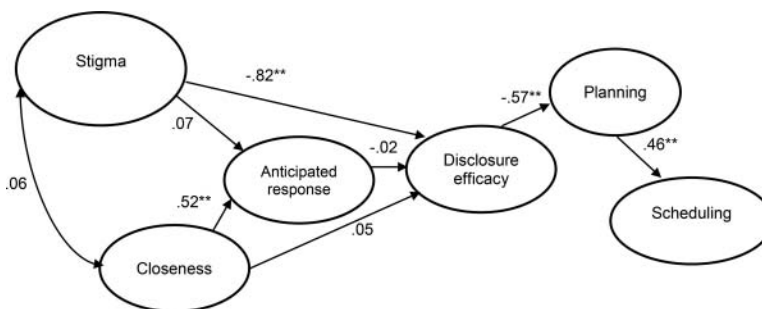 Stigma
-.82**
-.57**
Planning
.07
-.02
.46**
Anticipated
response
Disclosure
efficacy
.06
.52**
.05
Scheduling
Closeness